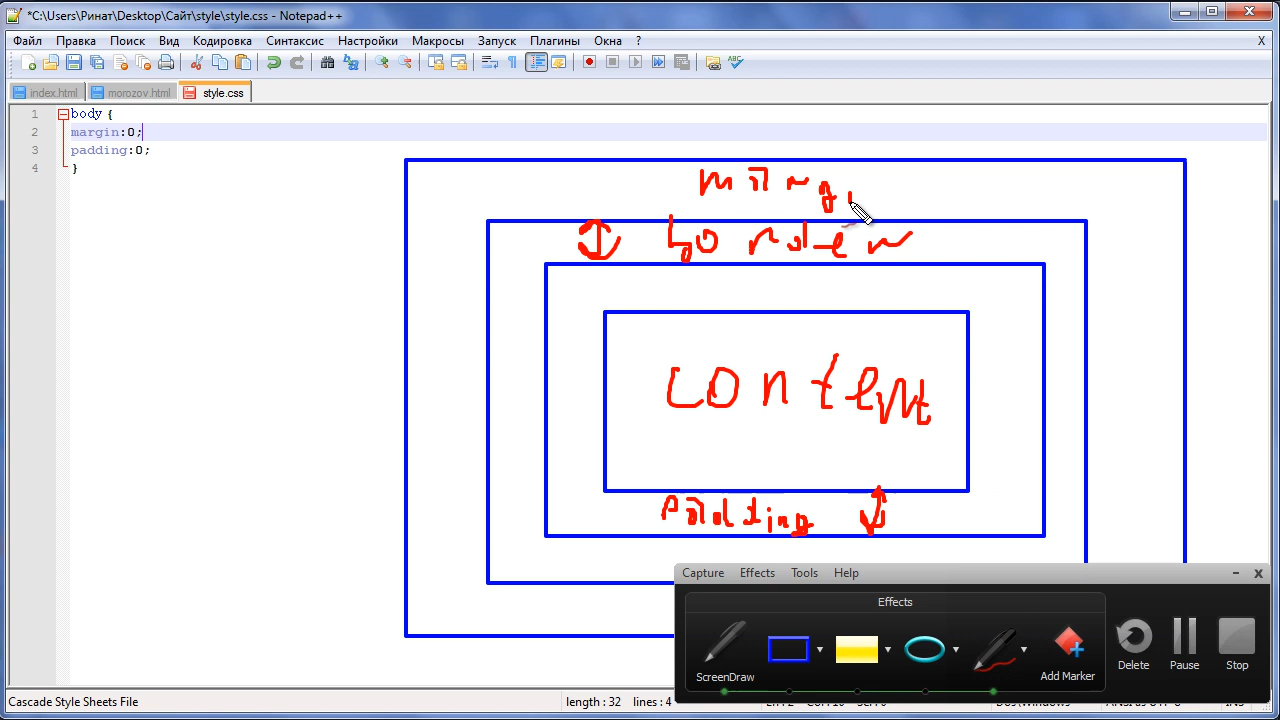 *C:\Users\Ринат\Desktop\Сайт\style\style.css - Notepad++
Файл Правка Поиск Вид Кодировка Синтаксис Настройки Макросы Запуск Плагины Окна ? X
index.html morozov.html style.css
1 body {
2 margin:0;
3 padding:0;
4 }
border
content
padding
Capture Effects Tools Help
Effects
ScreenDraw
Add Marker
Delete Pause Stop
Cascade Style Sheets File length : 32 lines : 4